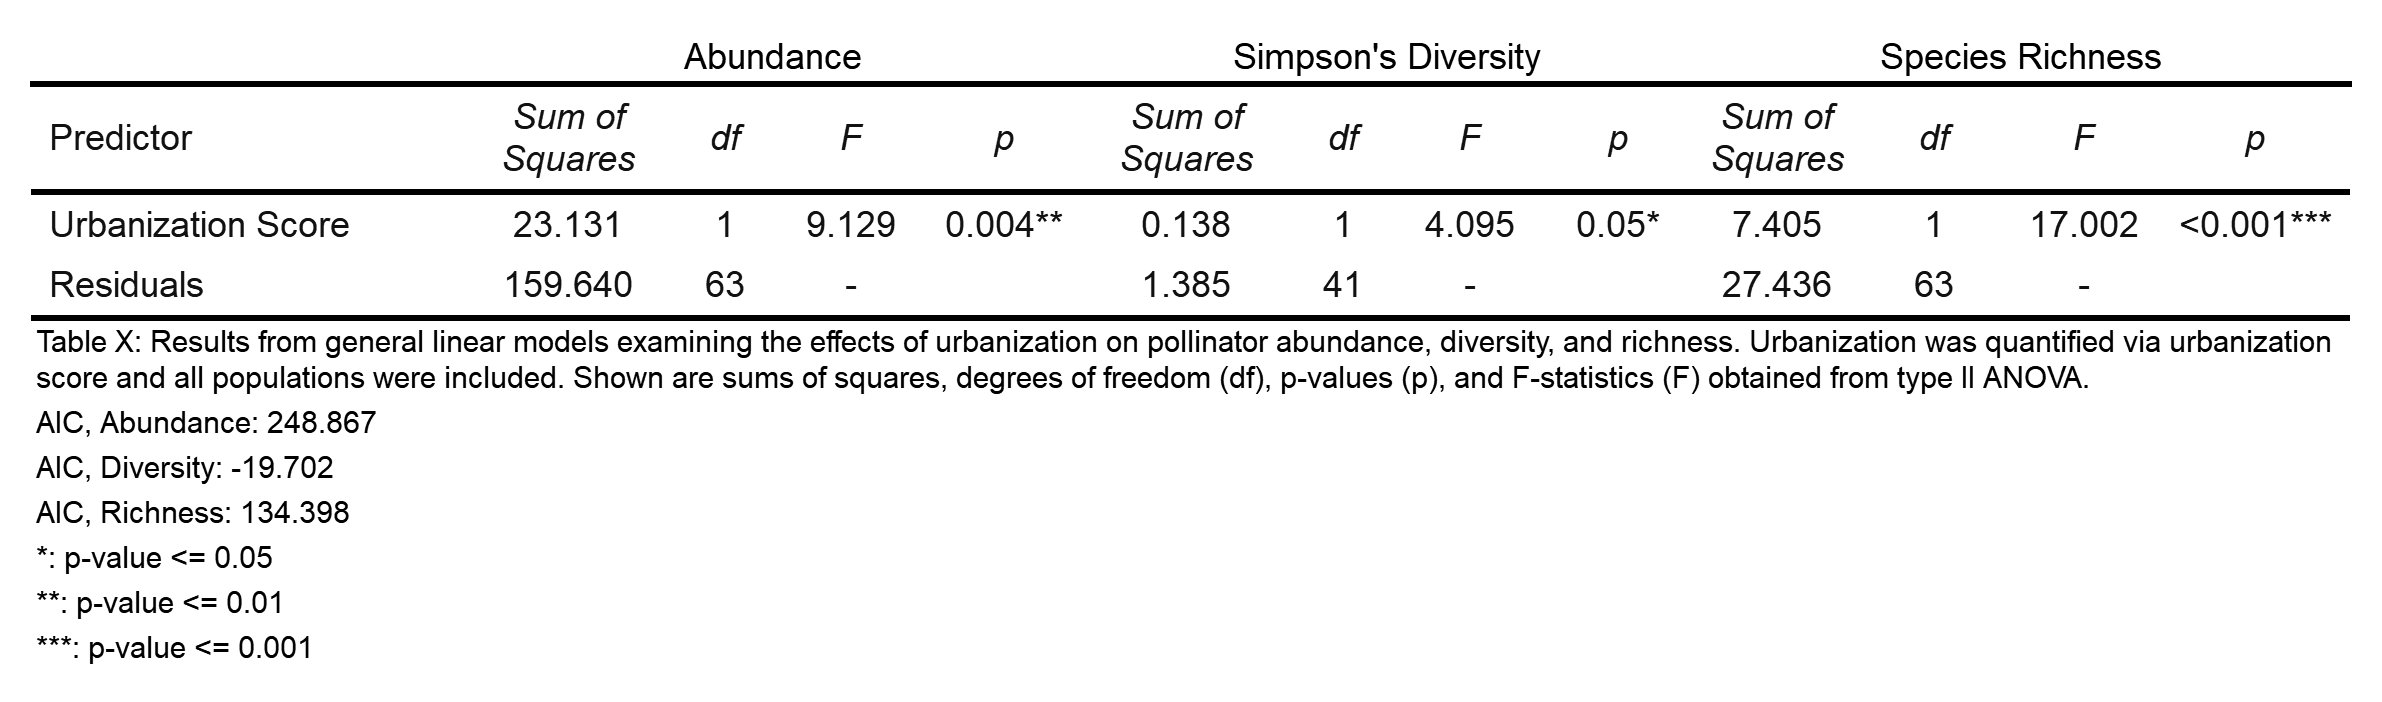 Abundance Simpson's Diversity Species Richness
Predictor Sum of Squares df F p Sum of Squares df F p Sum of Squares df F p
Urbanization Score 23.131 1 9.129 0.004** 0.138 1 4.095 0.05* 7.405 1 17.002 <0.001***
Residuals 159.640 63 - 1.385 41 - 27.436 63 -
Table X: Results from general linear models examining the effects of urbanization on pollinator abundance, diversity, and richness. Urbanization was quantified via urbanization
score and all populations were included. Shown are sums of squares, degrees of freedom (df), p-values (p), and F-statistics (F) obtained from type II ANOVA.
AIC, Abundance: 248.867
AIC, Diversity: -19.702
AIC, Richness: 134.398
*: p-value <= 0.05
**: p-value <= 0.01
***: p-value <= 0.001